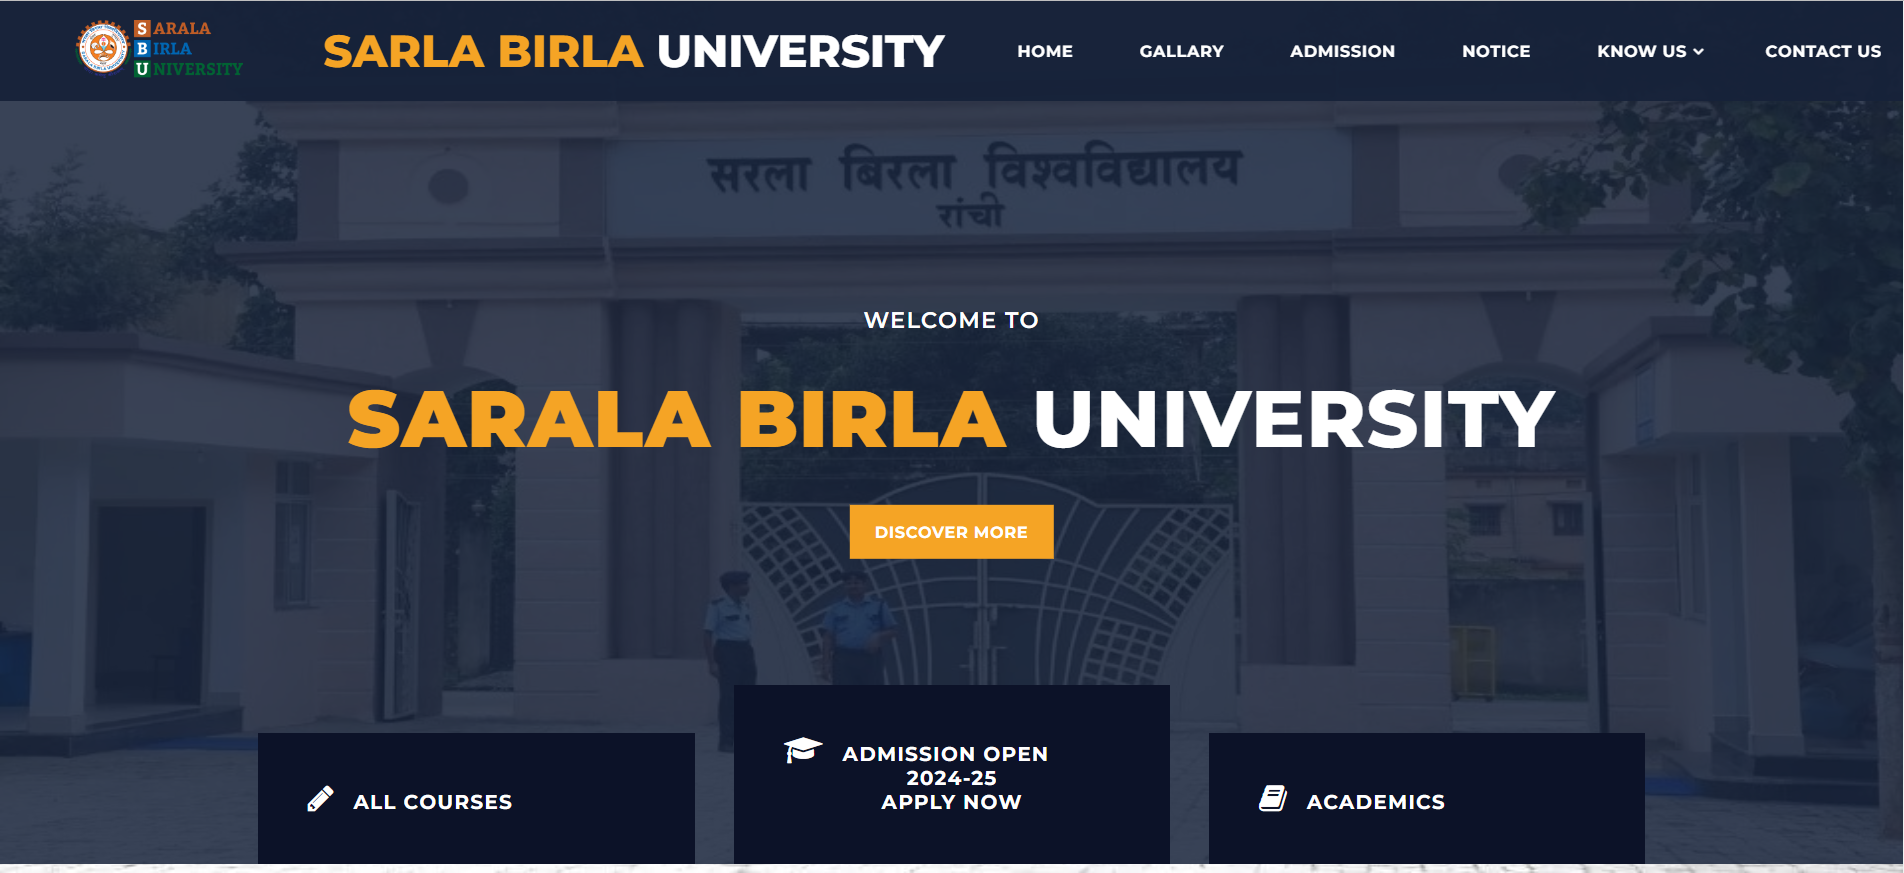 SARALA
BIRLA
UNIVERSITY
SARLA BIRLA UNIVERSITY
HOME
GALLARY
ADMISSION
NOTICE
KNOW US
CONTACT US
सरला बिरला विश्वविद्यालय
रांची
WELCOME TO
SARALA BIRLA UNIVERSITY
DISCOVER MORE
ALL COURSES
ADMISSION OPEN
2024-25
APPLY NOW
ACADEMICS